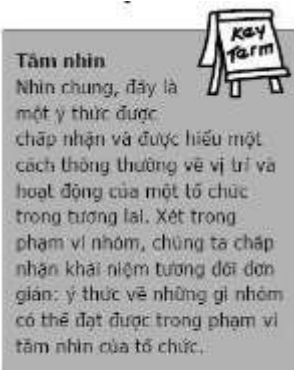 Key
Term
Tầm nhìn
Nhìn chung, đây là
một ý thức được
chấp nhận và được hiểu một
cách thông thường về vị trí và
hoạt động của một tổ chức
trong tương lai. Xét trong
phạm vi nhóm, chúng ta chấp
nhận khái niệm tương đối đơn
giản: ý thức về những gì nhóm
có thể đạt được trong phạm vi
tầm nhìn của tổ chức.